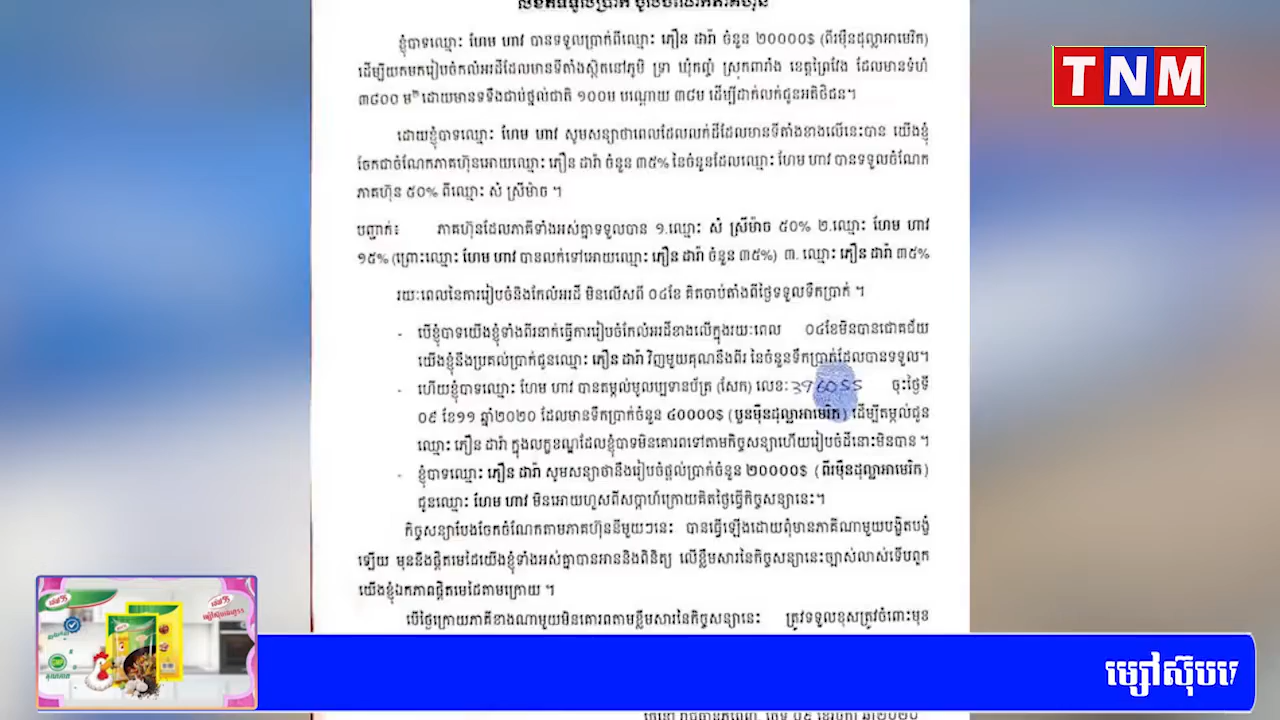 ខ្ញុំបាទឈ្មោះ ហែម ហាវ បានទទួលប្រាក់ពីឈ្មោះ ភឿន ដារ៉ា ចំនួន ២០០០០$ (ពីរម៉ឺនដុល្លាអាមេរិក)
ដើម្បីយកមករៀបចំកែលំអរដីដែលមានទីតាំងស្ថិតនៅភូមិ ទ្រា ឃុំកញ្ចំ ស្រុកពារាំង ខេត្តព្រៃវែង ដែលមានទំហំ
៣៨០០ ម២ ដោយមានទទឹងជាប់ផ្លូវជាតិ ១០០ម បណ្តោយ ៣៨ម ដើម្បីដាក់លក់ជូនអតិថិជន។
ដោយខ្ញុំបាទឈ្មោះ ហែម ហាវ សូមសន្យាថាពេលដែលលក់ដីដែលមានទីតាំងខាងលើនេះបាន យើងខ្ញុំ
ចែកជាចំណែកភាគហ៊ុនអោយឈ្មោះ ភឿន ដារ៉ា ចំនួន ៣៥% នៃចំនួនដែលឈ្មោះ ហែម ហាវ បានទទួលចំណែក
ភាគហ៊ុន ៥០% ពីឈ្មោះ សំ ស្រីម៉ាច ។
បញ្ជាក់៖ ភាគហ៊ុនដែលភាគីទាំងអស់គ្នាទទួលបាន ១.ឈ្មោះ សំ ស្រីម៉ាច ៥០% ២.ឈ្មោះ ហែម ហាវ
១៥% (ព្រោះឈ្មោះ ហែម ហាវ បានលក់ទៅអោយឈ្មោះ ភឿន ដារ៉ា ចំនួន ៣៥%) ៣. ឈ្មោះ ភឿន ដារ៉ា ៣៥%
រយៈពេលនៃការរៀបចំនិងកែលំអរដី មិនលើសពី ០៤ខែ គិតចាប់តាំងពីថ្ងៃទទួលទឹកប្រាក់ ។
- បើខ្ញុំបាទយើងខ្ញុំទាំងពីរនាក់ធ្វើការរៀបចំកែលំអរដីខាងលើក្នុងរយៈពេល ០៤ខែមិនបានជោគជ័យ
យើងខ្ញុំនឹងប្រគល់ប្រាក់ជូនឈ្មោះ ភឿន ដារ៉ា វិញមួយគុណនឹងពីរ នៃចំនួនទឹកប្រាក់ដែលបានទទួល។
- ហើយខ្ញុំបាទឈ្មោះ ហែម ហាវ បានតម្កល់មូលប្បទានប័ត្រ (សែក) លេខៈ 396055 ចុះថ្ងៃទី
០៩ ខែ១១ ឆ្នាំ២០២០ ដែលមានទឹកប្រាក់ចំនួន ៤០០០០$ (បួនម៉ឺនដុល្លាអាមេរិក) ដើម្បីតម្កល់ជូន
ឈ្មោះ ភឿន ដារ៉ា ក្នុងលក្ខខណ្ឌដែលខ្ញុំបាទមិនគោរពទៅតាមកិច្ចសន្យាហើយរៀបចំដីនោះមិនបាន ។
- ខ្ញុំបាទឈ្មោះ ភឿន ដារ៉ា សូមសន្យាថានឹងរៀបចំផ្តល់ប្រាក់ចំនួន ២០០០០$ (ពីរម៉ឺនដុល្លាអាមេរិក)
ជូនឈ្មោះ ហែម ហាវ មិនអោយហួសពីសប្តាហ៍ក្រោយគិតថ្ងៃធ្វើកិច្ចសន្យានេះ។
កិច្ចសន្យាបែងចែកចំណែកតាមភាគហ៊ុននីមួយៗនេះ បានធ្វើឡើងដោយពុំមានភាគីណាមួយបង្ខិតបង្ខំ
ឡើយ មុននឹងផ្តិតមេដៃយើងខ្ញុំទាំងអស់គ្នាបានអាននិងពិនិត្យ លើខ្លឹមសារនៃកិច្ចសន្យានេះច្បាស់លាស់ទើបពួក
យើងខ្ញុំឯកភាពផ្តិតមេដៃតាមក្រោយ ។
បើថ្ងៃក្រោយភាគីខាងណាមួយមិនគោរពតាមខ្លឹមសារនៃកិច្ចសន្យានេះ ត្រូវទទួលខុសត្រូវចំពោះមុខ
TNM
ម្សៅស៊ុប